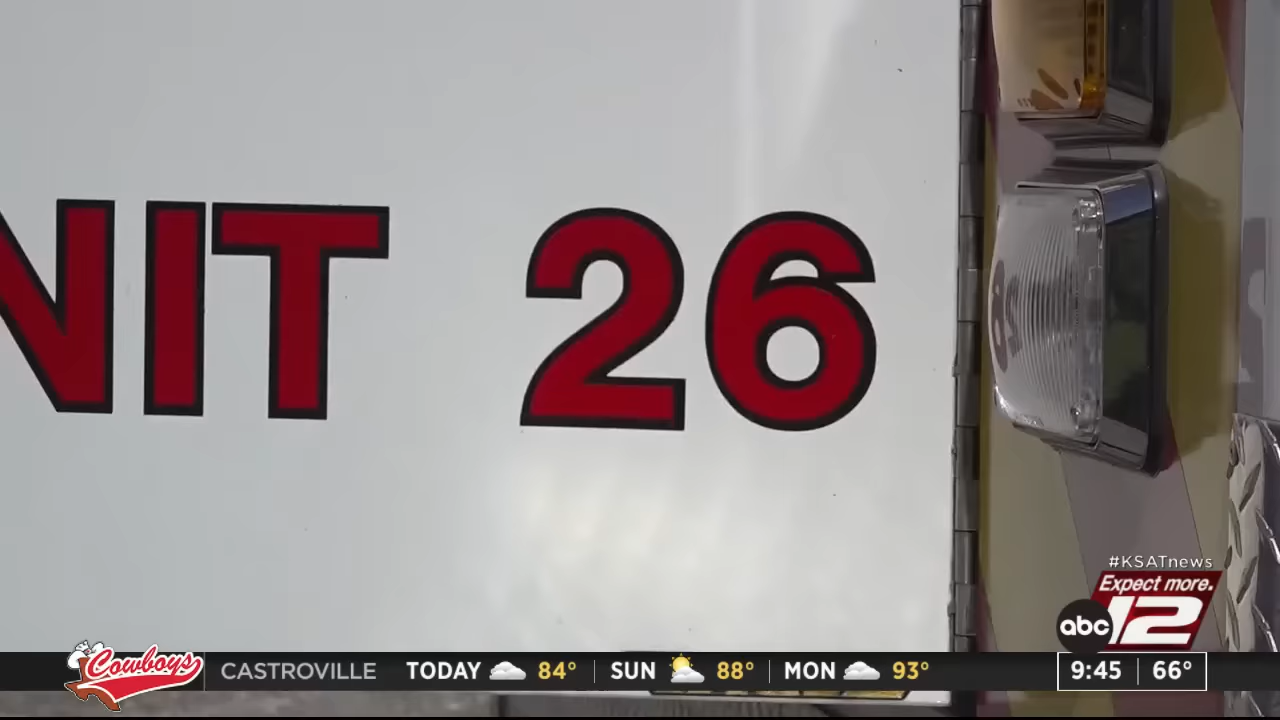 NIT 26
#KSATnews
Expect more.
abc 12
Cowboys CASTROVILLE TODAY 84° SUN 88° MON 93° 9:45 66°